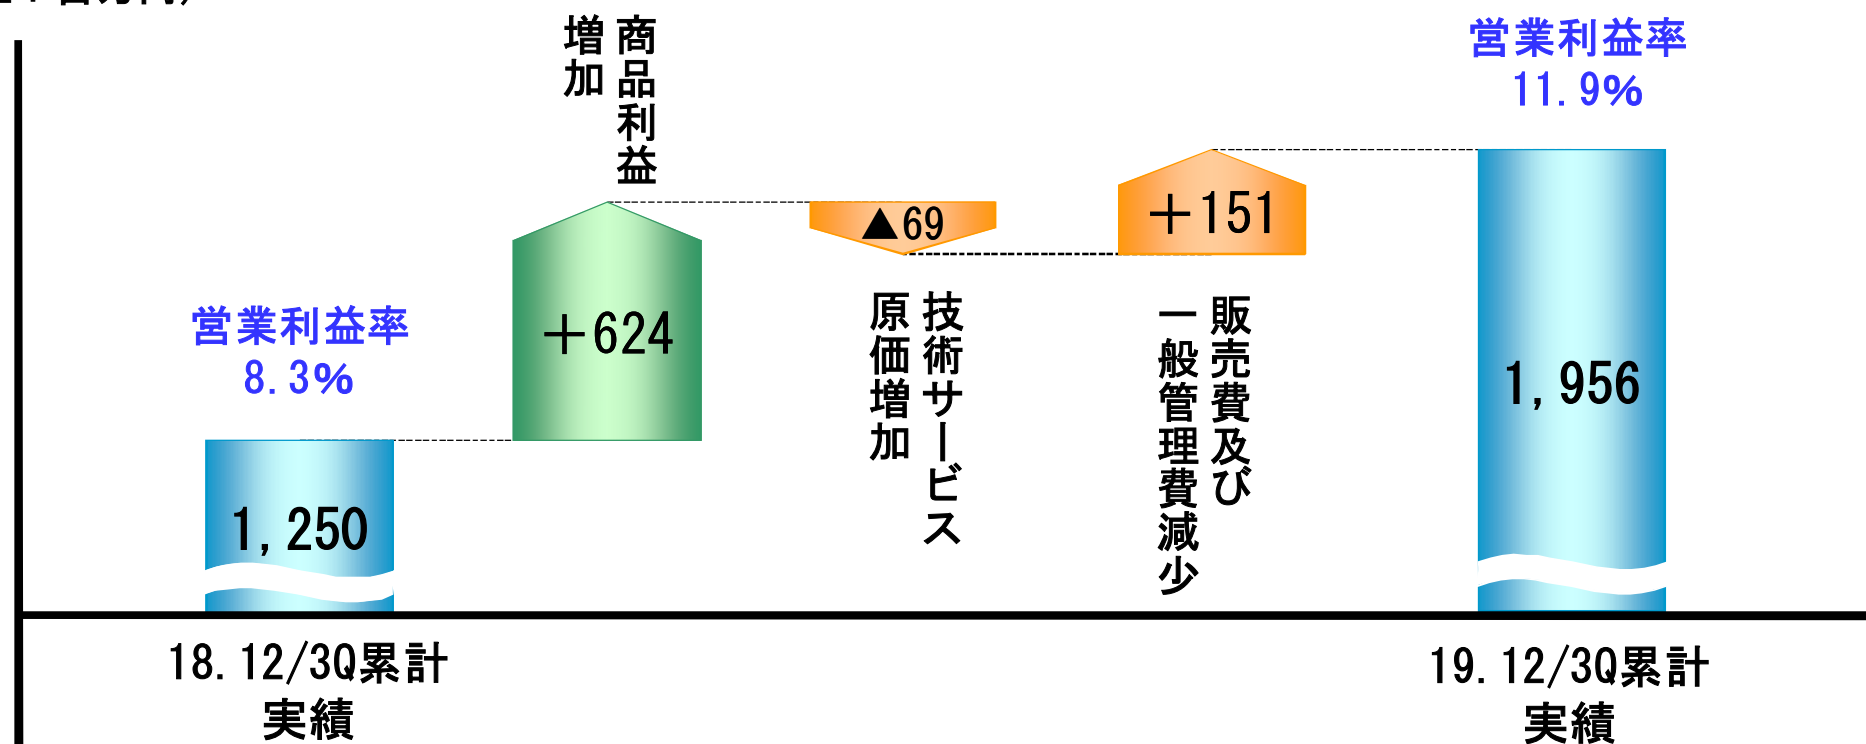 商品利益
増加
営業利益率
11.9%
+624
▲69
+151
営業利益率
8.3%
技術サービス
原価増加
販売費及び
一般管理費減少
1,250
1,956
18.12/3Q累計
実績
19.12/3Q累計
実績